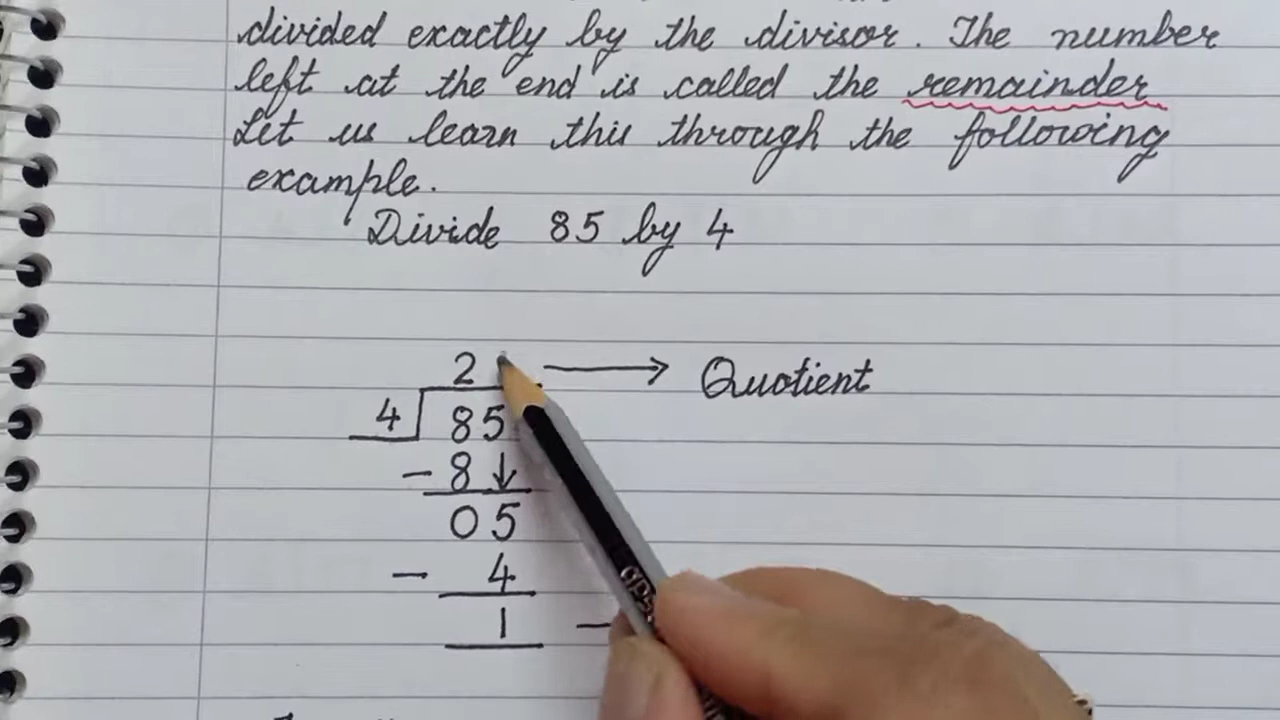 divided exactly by the divisor. The number
left at the end is called the remainder
Let us learn this through the following
example.
Divide 85 by 4
2 → Quotient
4 85
- 8 ↓
05
- 4
1 -